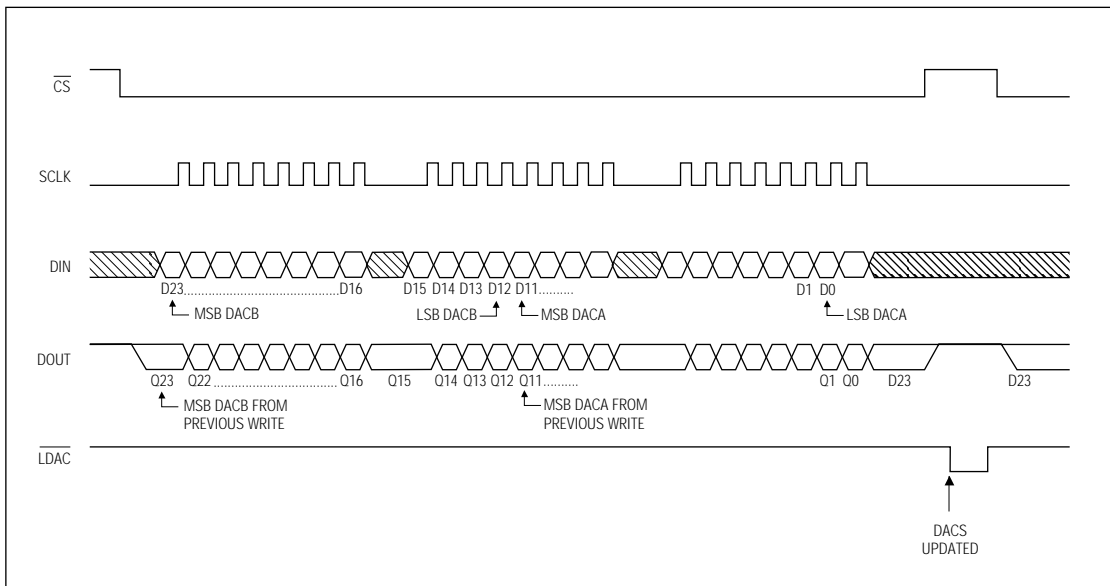 CS
SCLK
DIN
D23............................................D16 D15 D14 D13 D12 D11.......... D1 D0
MSB DACB LSB DACB MSB DACA LSB DACA
DOUT
Q23 Q22...................................Q16 Q15 Q14 Q13 Q12 Q11.......... Q1 Q0 D23 D23
MSB DACB FROM
PREVIOUS WRITE
MSB DACA FROM
PREVIOUS WRITE
LDAC
DACS
UPDATED